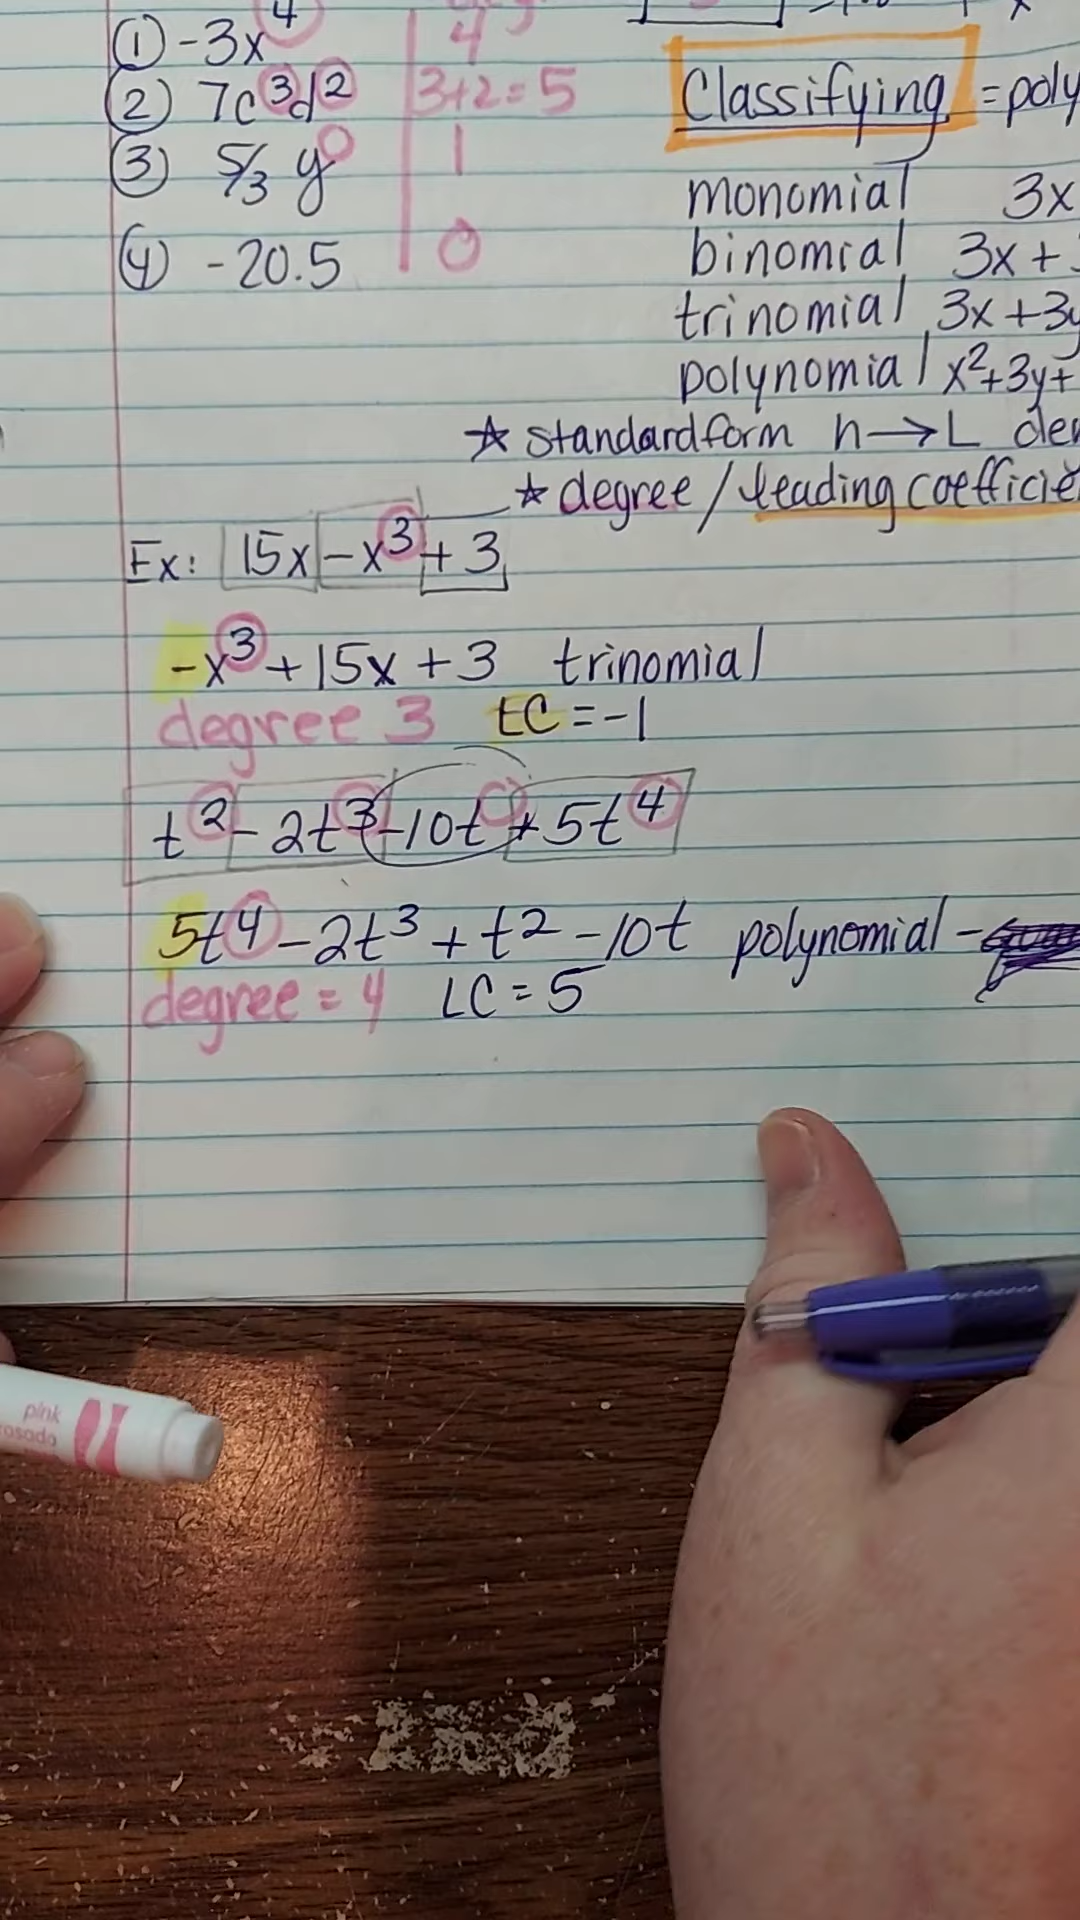 ① -3x⁴ | 4
② 7c³d² | 3+2=5
③ 5/3 y | 1
④ -20.5 | 0
Classifying = poly
monomial 3x
binomial 3x +
trinomial 3x +3y
polynomial x²+3y+
☆ standard form h→L
☆ degree / leading coefficie
Ex: 15x - x³ + 3
-x³ + 15x + 3 trinomial
degree 3 LC = -1
t² - 2t³ - 10t + 5t⁴
5t⁴ - 2t³ + t² - 10t polynomial -
degree = 4 LC = 5
pink
rosado